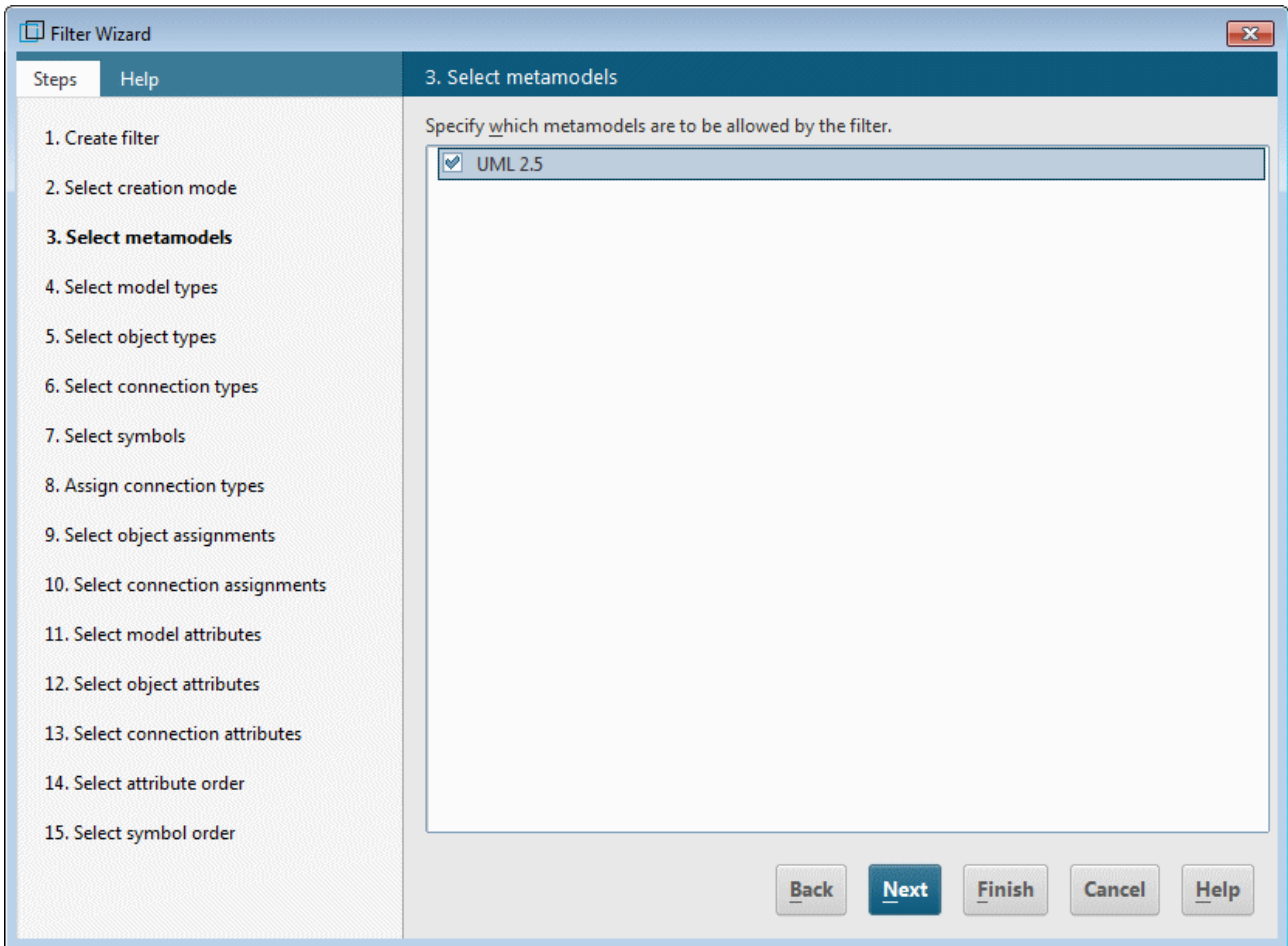 Filter Wizard
Steps
Help
1. Create filter
2. Select creation mode
3. Select metamodels
4. Select model types
5. Select object types
6. Select connection types
7. Select symbols
8. Assign connection types
9. Select object assignments
10. Select connection assignments
11. Select model attributes
12. Select object attributes
13. Select connection attributes
14. Select attribute order
15. Select symbol order
3. Select metamodels
Specify which metamodels are to be allowed by the filter.
UML 2.5
Back
Next
Finish
Cancel
Help